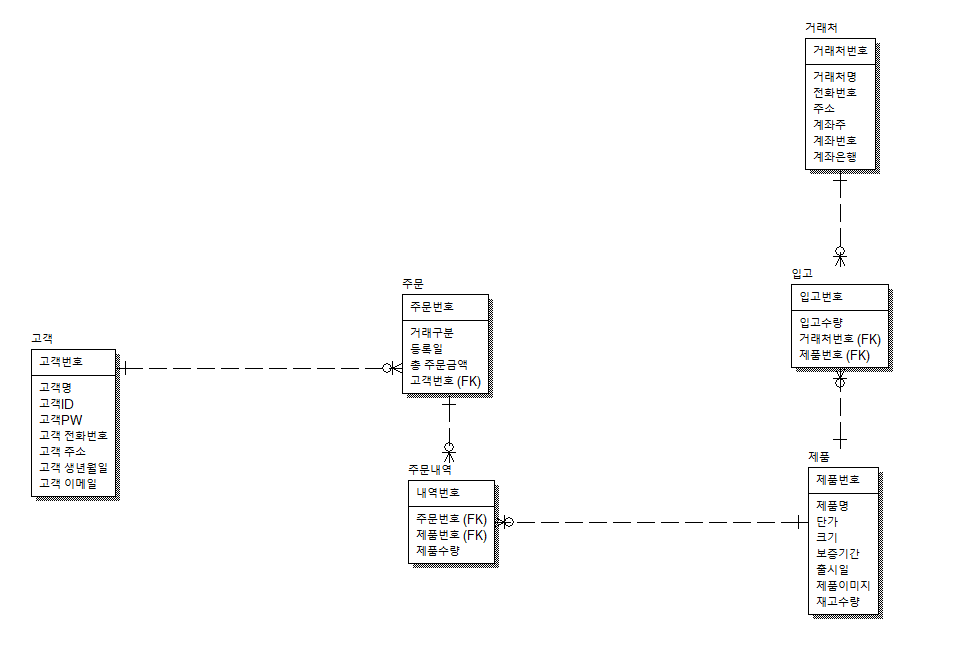 거래처
거래처번호
거래처명
전화번호
주소
계좌주
계좌번호
계좌은행
입고
입고번호
입고수량
거래처번호 (FK)
제품번호 (FK)
주문
주문번호
거래구분
등록일
총 주문금액
고객번호 (FK)
고객
고객번호
고객명
고객ID
고객PW
고객 전화번호
고객 주소
고객 생년월일
고객 이메일
주문내역
내역번호
주문번호 (FK)
제품번호 (FK)
제품수량
제품
제품번호
제품명
단가
크기
보증기간
출시일
제품이미지
재고수량